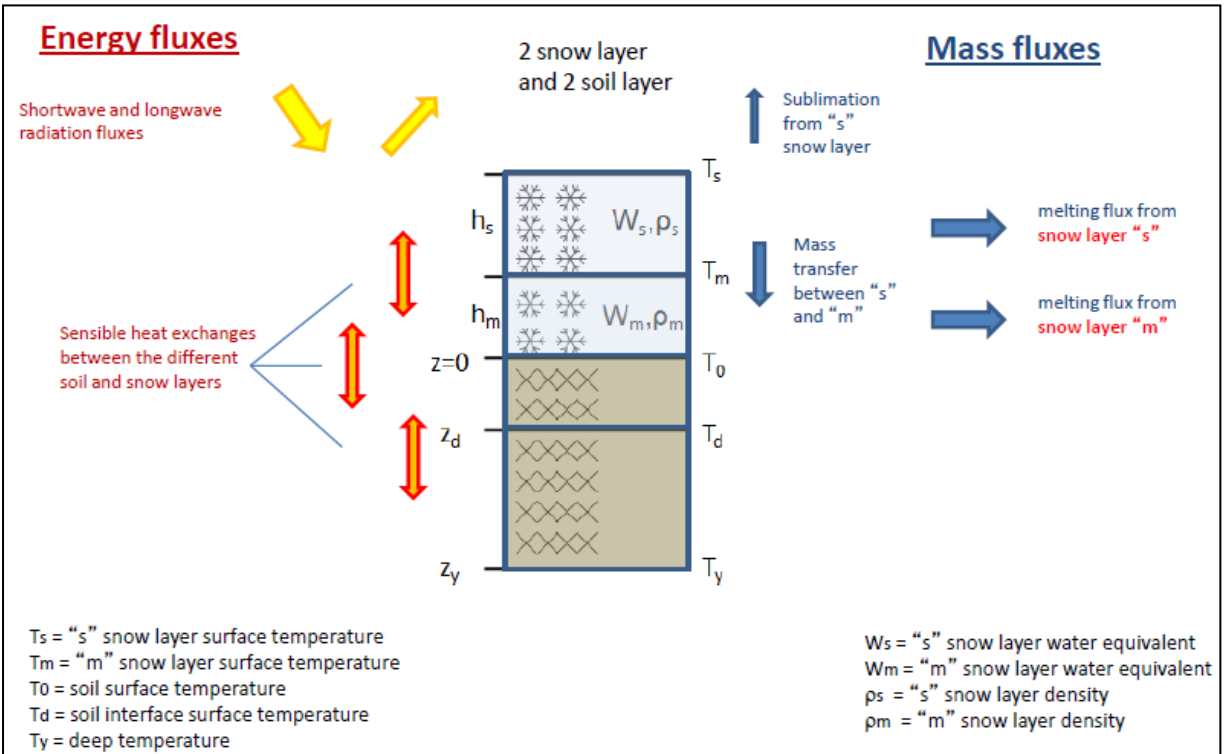 Energy fluxes
2 snow layer
and 2 soil layer
Mass fluxes
Shortwave and longwave
radiation fluxes
Sublimation
from “s”
snow layer
Ts
hs
Ws,ρs
melting flux from
snow layer “s”
Mass
transfer
between “s”
and “m”
Tm
hm
Wm,ρm
melting flux from
snow layer “m”
Sensible heat exchanges
between the different
soil and snow layers
z=0
T0
zd
Td
zy
Ty
Ts = “s” snow layer surface temperature
Tm = “m” snow layer surface temperature
T0 = soil surface temperature
Td = soil interface surface temperature
Ty = deep temperature
Ws = “s” snow layer water equivalent
Wm = “m” snow layer water equivalent
ρs = “s” snow layer density
ρm = “m” snow layer density